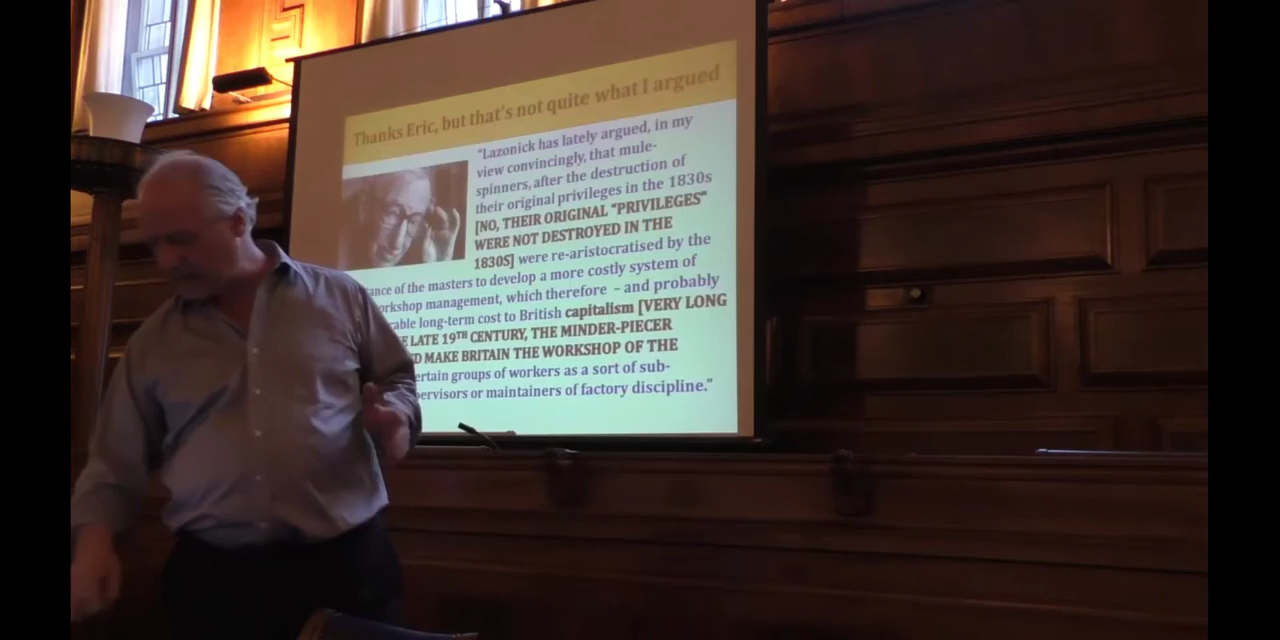 Thanks Eric, but that's not quite what I argued
"Lazonick has lately argued, in my
view convincingly, that mule-
spinners, after the destruction of
their original privileges in the 1830s
[NO, THEIR ORIGINAL "PRIVILEGES"
WERE NOT DESTROYED IN THE
1830S] were re-aristocratised by the
of the masters to develop a more costly system of
workshop management, which therefore – and probably
long-term cost to British capitalism [VERY LONG
LATE 19TH CENTURY, THE MINDER-PIECER
MAKE BRITAIN THE WORKSHOP OF THE
groups of workers as a sort of sub-
or maintainers of factory discipline."